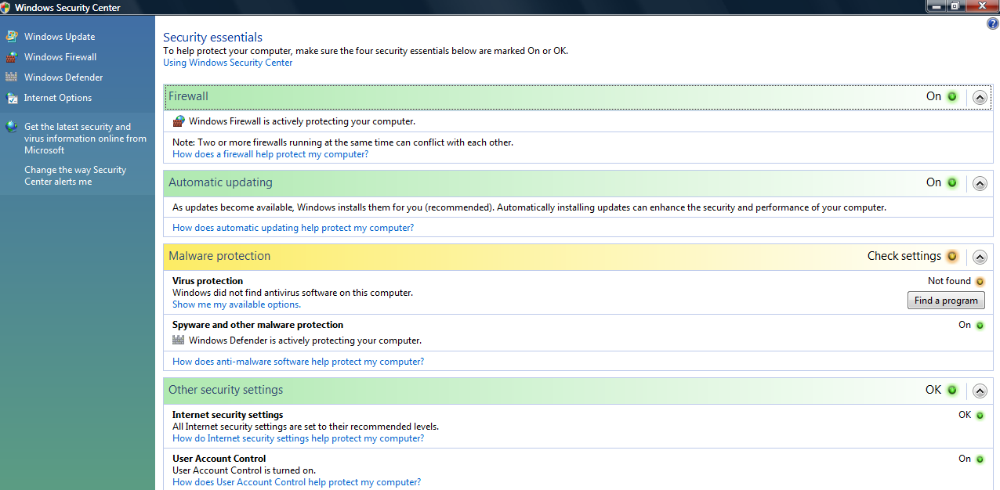 Windows Security Center
Windows Update
Windows Firewall
Windows Defender
Internet Options
Get the latest security and
virus information online from
Microsoft
Change the way Security
Center alerts me
Security essentials
To help protect your computer, make sure the four security essentials below are marked On or OK.
Using Windows Security Center
Firewall On
Windows Firewall is actively protecting your computer.
Note: Two or more firewalls running at the same time can conflict with each other.
How does a firewall help protect my computer?
Automatic updating On
As updates become available, Windows installs them for you (recommended). Automatically installing updates can enhance the security and performance of your computer.
How does automatic updating help protect my computer?
Malware protection Check settings
Virus protection Not found
Windows did not find antivirus software on this computer.
Show me my available options. Find a program
Spyware and other malware protection On
Windows Defender is actively protecting your computer.
How does anti-malware software help protect my computer?
Other security settings OK
Internet security settings OK
All Internet security settings are set to their recommended levels.
How do Internet security settings help protect my computer?
User Account Control On
User Account Control is turned on.
How does User Account Control help protect my computer?